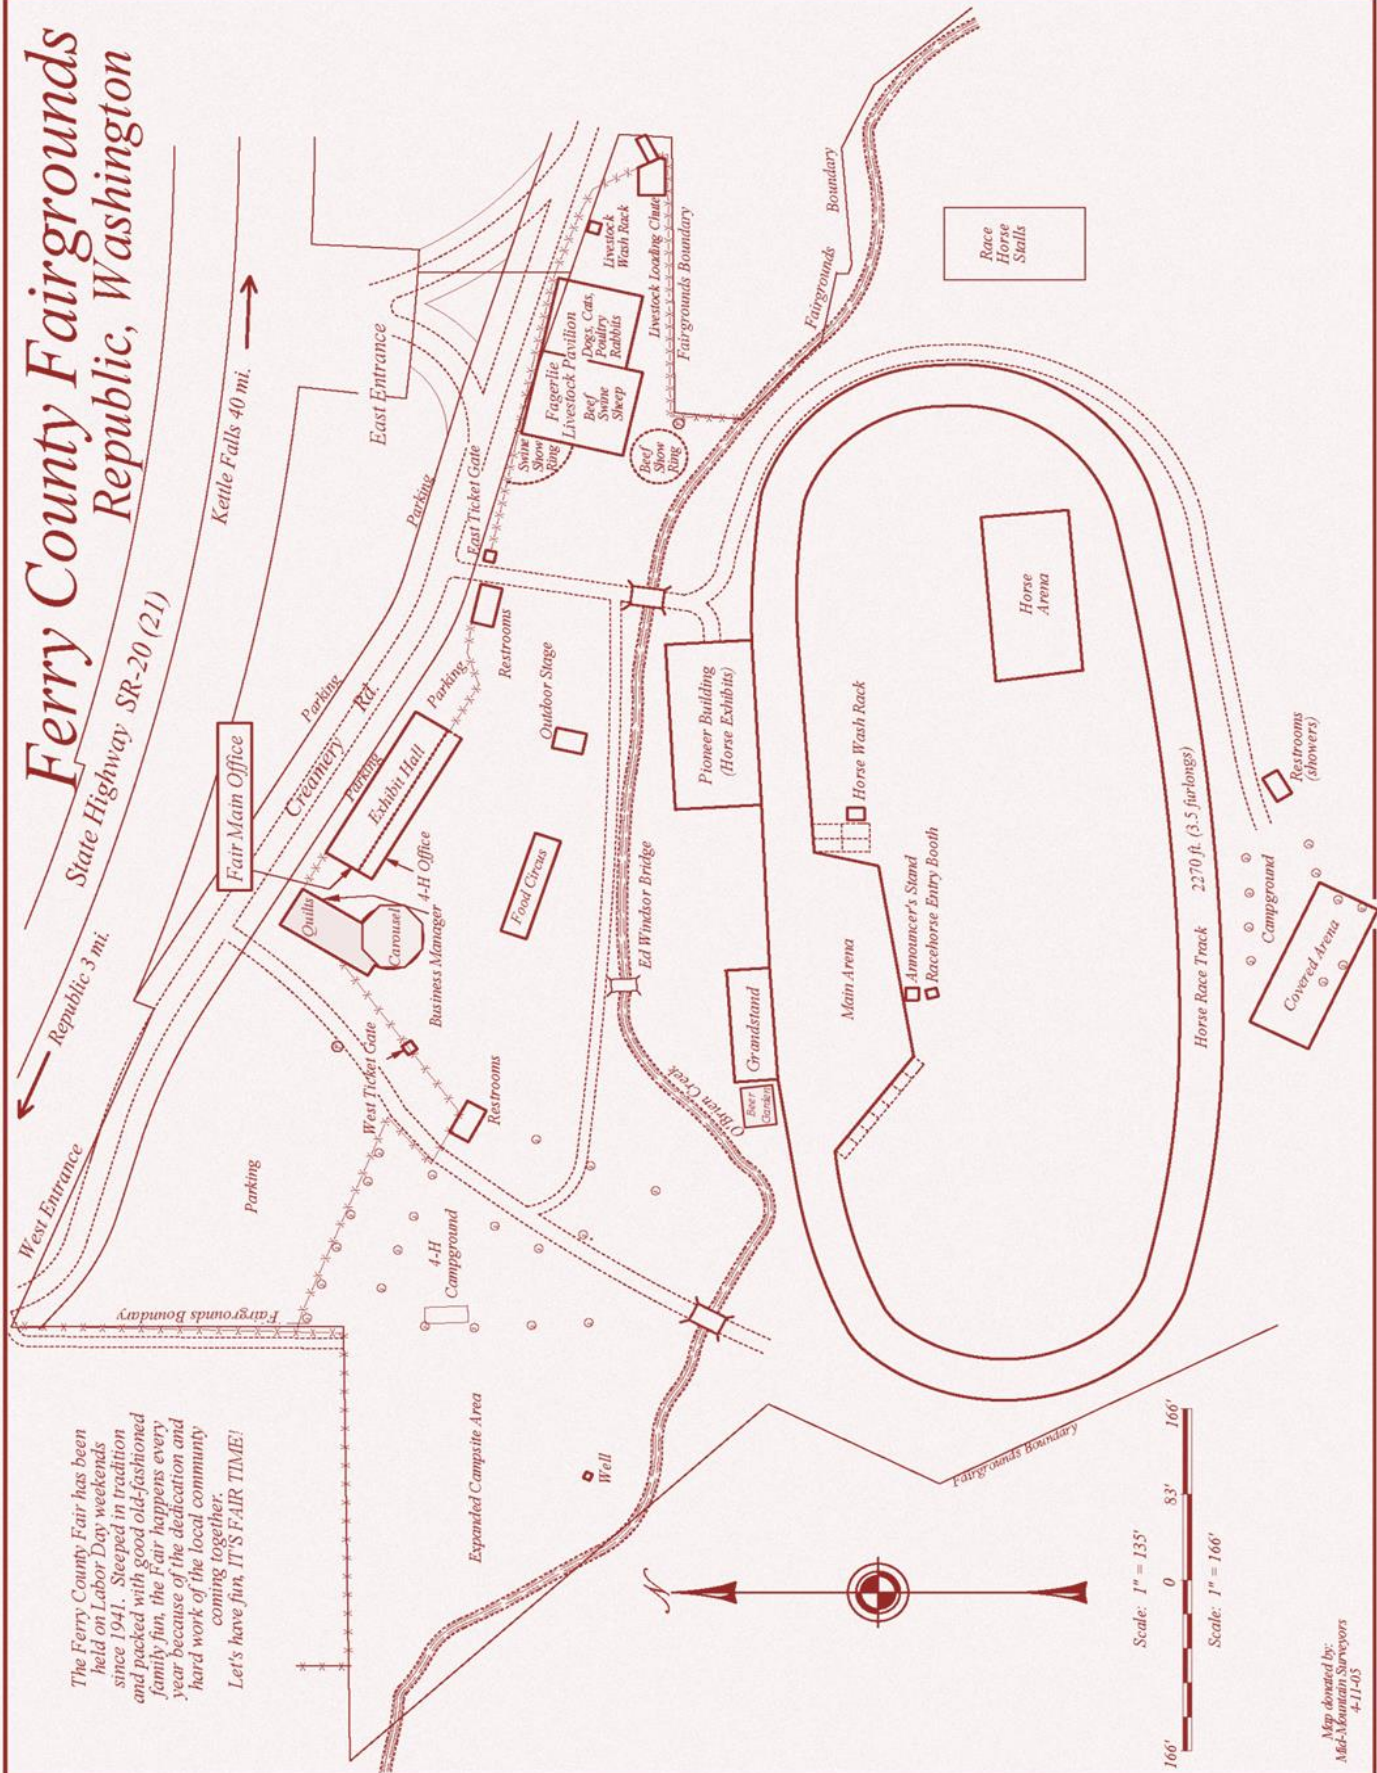 Ferry County Fairgrounds
Republic, Washington
State Highway SR-20 (21)
Republic 3 mi.
Kettle Falls 40 mi.
West Entrance
East Entrance
Parking
Fair Main Office
Parking
Creamery Rd.
Parking
Parking
Parking
East Ticket Gate
Fairgrounds Boundary
Quilts
Carousel
Exhibit Hall
4-H Office
Business Manager
West Ticket Gate
Restrooms
Restrooms
Outdoor Stage
Food Circus
Swine
Show
Ring
Fagerlie
Livestock Pavilion
Beef
Swine
Sheep
Dogs, Cats,
Poultry
Rabbits
Livestock
Wash Rack
Livestock Loading Chute
Fairgrounds Boundary
Beef
Show
Ring
4-H
Campground
Expanded Campsite Area
Well
Ed Windsor Bridge
O'Brien Creek
Beer
Garden
Grandstand
Pioneer Building
(Horse Exhibits)
Fairgrounds Boundary
Race
Horse
Stalls
Main Arena
Horse Wash Rack
Announcer's Stand
Racehorse Entry Booth
Horse
Arena
Horse Race Track 2270 ft. (3.5 furlongs)
Fairgrounds Boundary
Restrooms
(showers)
Campground
Covered Arena
The Ferry County Fair has been
held on Labor Day weekends
since 1941. Steeped in tradition
and packed with good old-fashioned
family fun, the Fair happens every
year because of the dedication and
hard work of the local community
coming together.
Let's have fun, IT'S FAIR TIME!
N
Scale: 1" = 135'
166' 0 83' 166'
Scale: 1" = 166'
Map donated by:
Mid-Mountain Surveyors
4-11-05